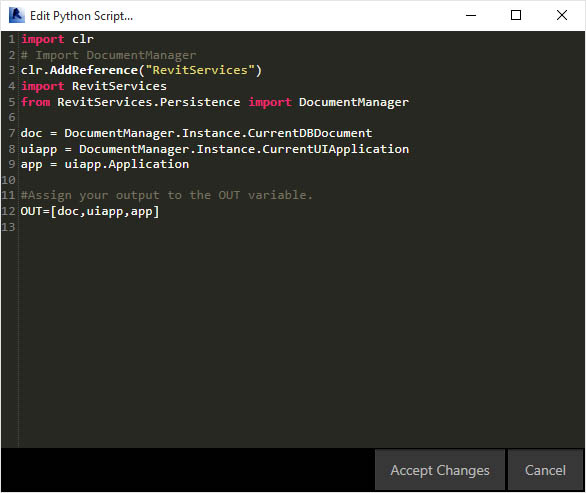 Edit Python Script...
1 import clr
2 # Import DocumentManager
3 clr.AddReference("RevitServices")
4 import RevitServices
5 from RevitServices.Persistence import DocumentManager
6
7 doc = DocumentManager.Instance.CurrentDBDocument
8 uiapp = DocumentManager.Instance.CurrentUIApplication
9 app = uiapp.Application
10
11 #Assign your output to the OUT variable.
12 OUT=[doc,uiapp,app]
13
Accept Changes
Cancel